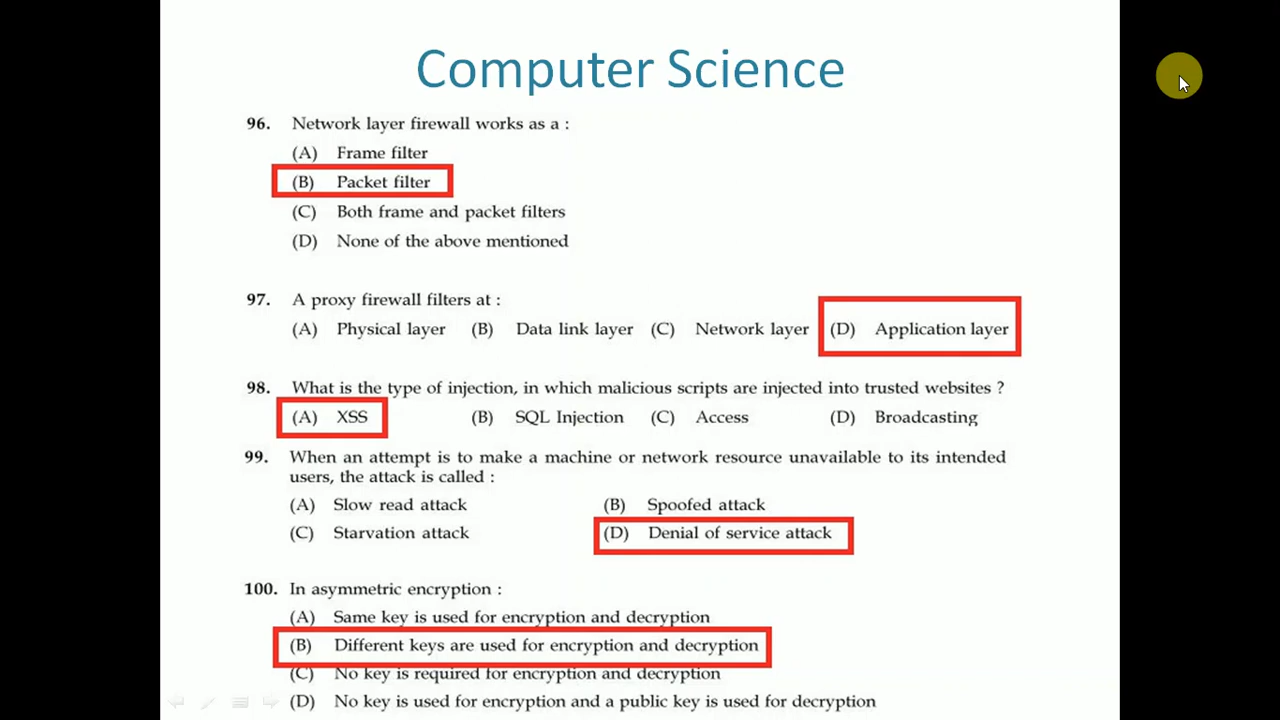 Computer Science
96. Network layer firewall works as a :
(A) Frame filter
(B) Packet filter
(C) Both frame and packet filters
(D) None of the above mentioned
97. A proxy firewall filters at :
(A) Physical layer (B) Data link layer (C) Network layer (D) Application layer
98. What is the type of injection, in which malicious scripts are injected into trusted websites ?
(A) XSS (B) SQL Injection (C) Access (D) Broadcasting
99. When an attempt is to make a machine or network resource unavailable to its intended
users, the attack is called :
(A) Slow read attack (B) Spoofed attack
(C) Starvation attack (D) Denial of service attack
100. In asymmetric encryption :
(A) Same key is used for encryption and decryption
(B) Different keys are used for encryption and decryption
(C) No key is required for encryption and decryption
(D) No key is used for encryption and a public key is used for decryption